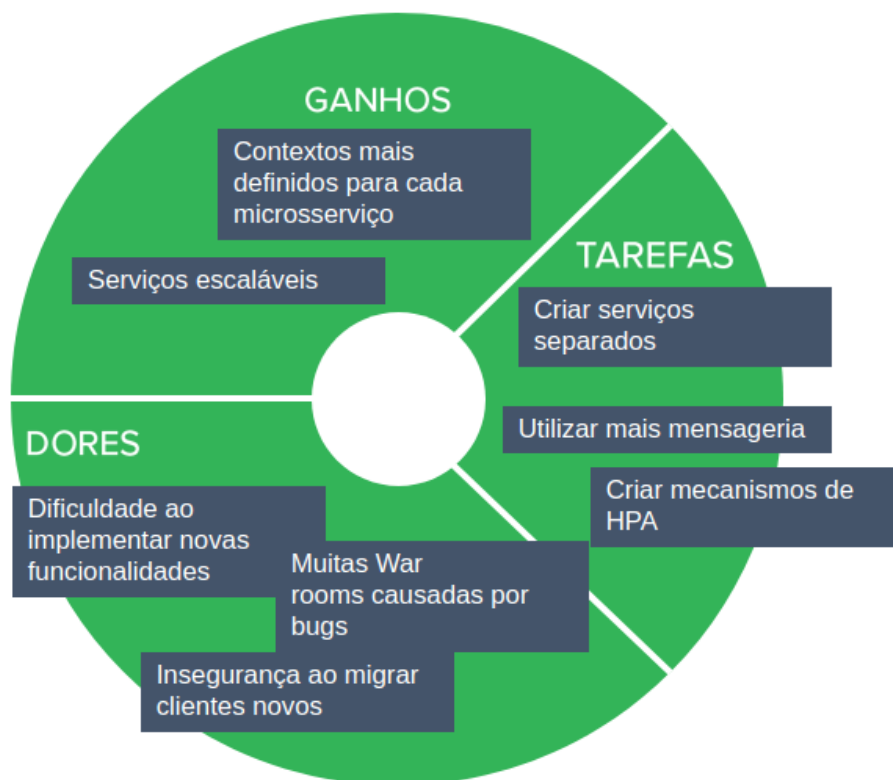 GANHOS
Contextos mais
definidos para cada
microsserviço
Serviços escaláveis
TAREFAS
Criar serviços
separados
Utilizar mais mensageria
Criar mecanismos de
HPA
DORES
Dificuldade ao
implementar novas
funcionalidades
Muitas War
rooms causadas por
bugs
Insegurança ao migrar
clientes novos